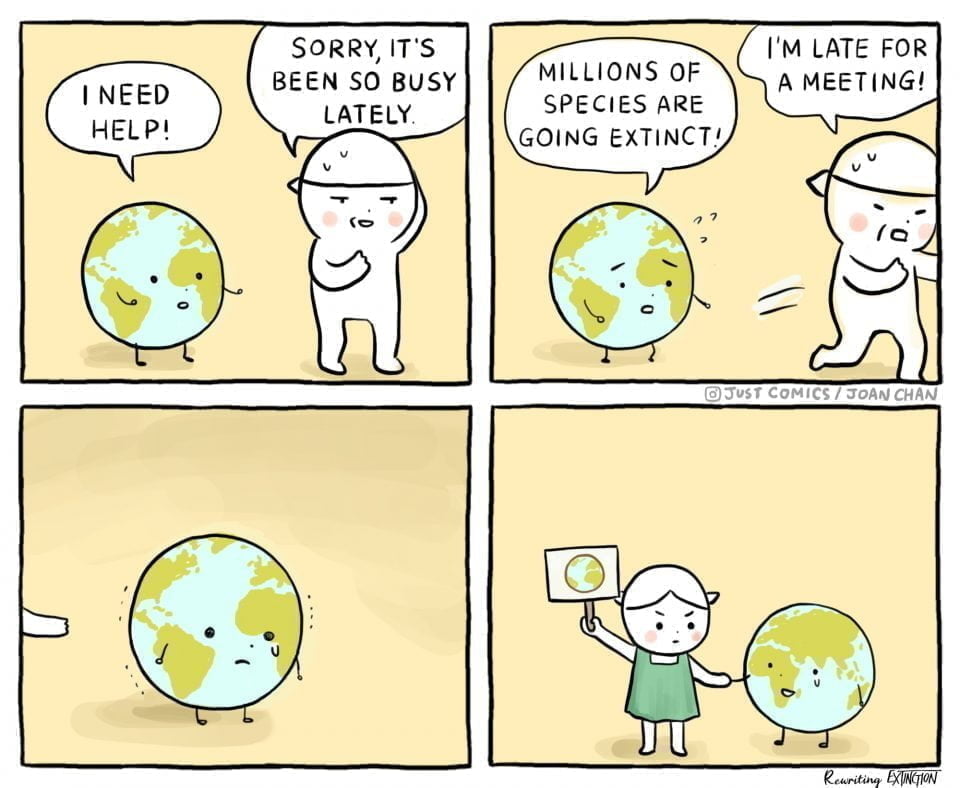 I NEED
HELP!
SORRY, IT'S
BEEN SO BUSY
LATELY.
MILLIONS OF
SPECIES ARE
GOING EXTINCT!
I'M LATE FOR
A MEETING!
JUST COMICS / JOAN CHAN
Rewriting EXTINCTION